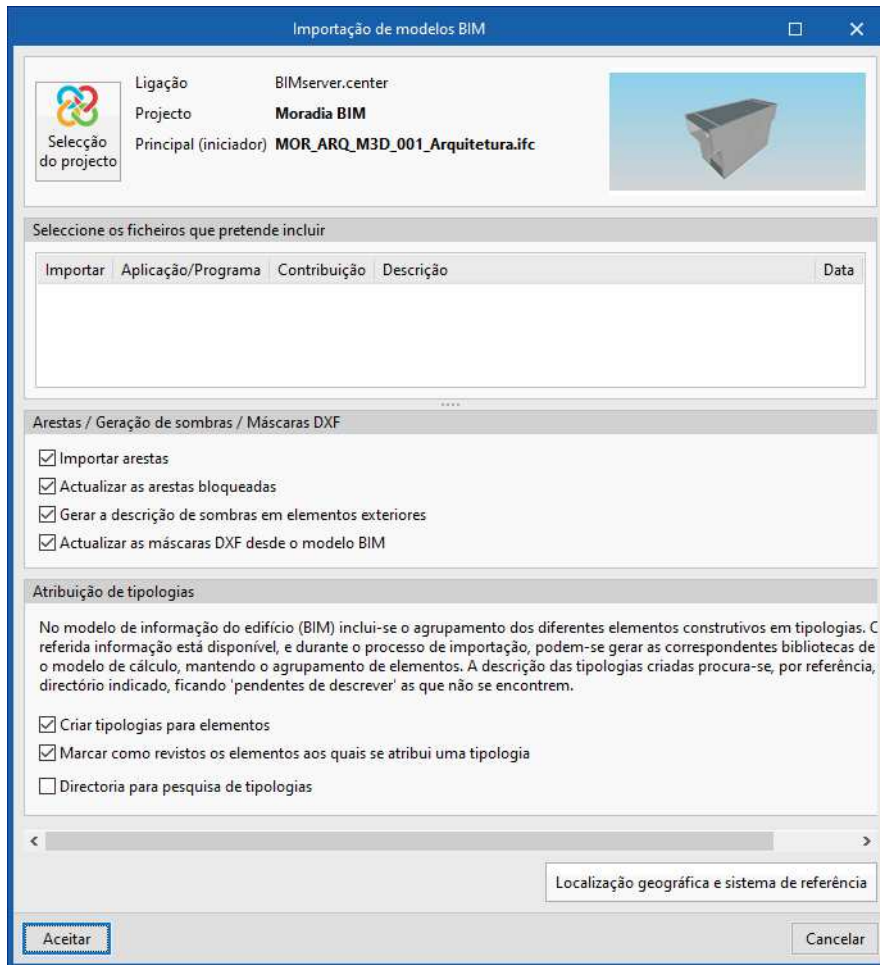 Importação de modelos BIM
Selecção
do projecto
Ligação BIMserver.center
Projecto Moradia BIM
Principal (iniciador) MOR_ARQ_M3D_001_Arquitetura.ifc
Seleccione os ficheiros que pretende incluir
Importar Aplicação/Programa Contribuição Descrição Data
Arestas / Geração de sombras / Máscaras DXF
Importar arestas
Actualizar as arestas bloqueadas
Gerar a descrição de sombras em elementos exteriores
Actualizar as máscaras DXF desde o modelo BIM
Atribuição de tipologias
No modelo de informação do edifício (BIM) inclui-se o agrupamento dos diferentes elementos construtivos em tipologias.
referida informação está disponível, e durante o processo de importação, podem-se gerar as correspondentes bibliotecas de
o modelo de cálculo, mantendo o agrupamento de elementos. A descrição das tipologias criadas procura-se, por referência,
directório indicado, ficando 'pendentes de descrever' as que não se encontrem.
Criar tipologias para elementos
Marcar como revistos os elementos aos quais se atribui uma tipologia
Directoria para pesquisa de tipologias
Localização geográfica e sistema de referência
Aceitar Cancelar